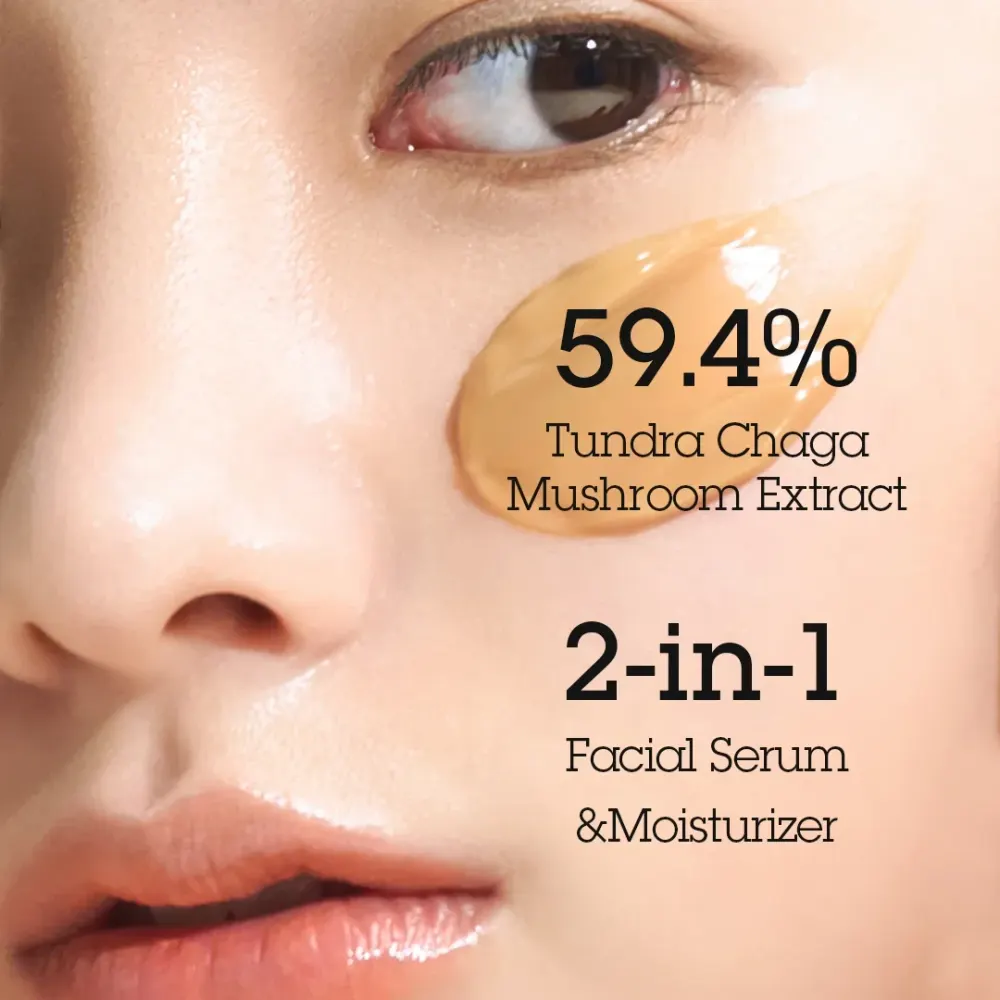 59.4%
Tundra Chaga
Mushroom Extract
2-in-1
Facial Serum
&Moisturizer